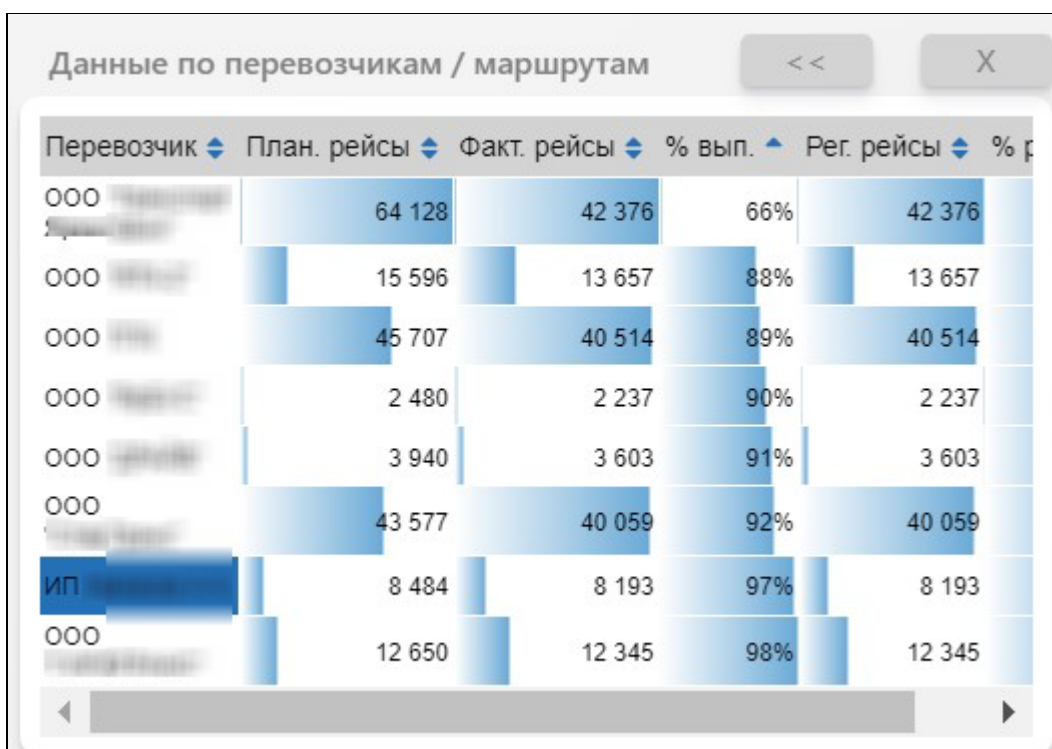 Данные по перевозчикам / маршрутам << X
Перевозчик План. рейсы Факт. рейсы % вып. Рег. рейсы %
ООО 64 128 42 376 66% 42 376
ООО 15 596 13 657 88% 13 657
ООО 45 707 40 514 89% 40 514
ООО 2 480 2 237 90% 2 237
ООО 3 940 3 603 91% 3 603
ООО 43 577 40 059 92% 40 059
ИП 8 484 8 193 97% 8 193
ООО 12 650 12 345 98% 12 345